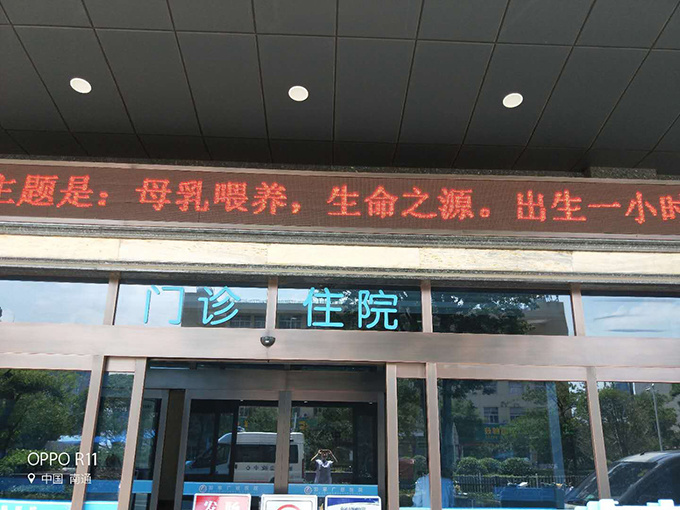 主题是：母乳喂养，生命之源。出生一小时
门诊 住院
OPPO R11
中国 南通